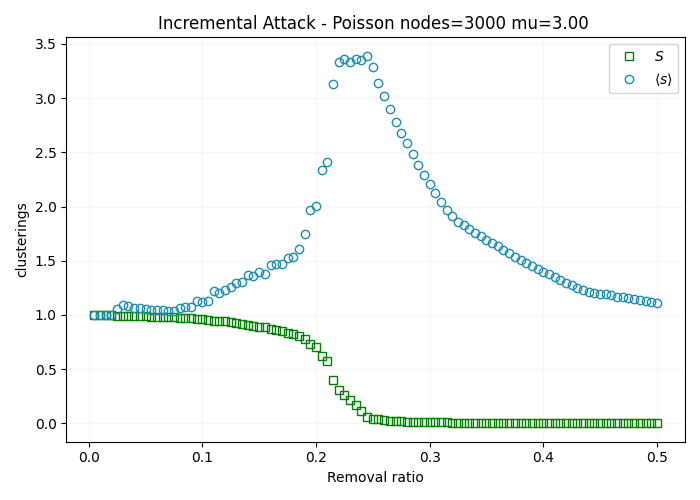 Incremental Attack - Poisson nodes=3000 mu=3.00
S
⟨s⟩
clusterings
3.5
3.0
2.5
2.0
1.5
1.0
0.5
0.0
0.0 0.1 0.2 0.3 0.4 0.5
Removal ratio